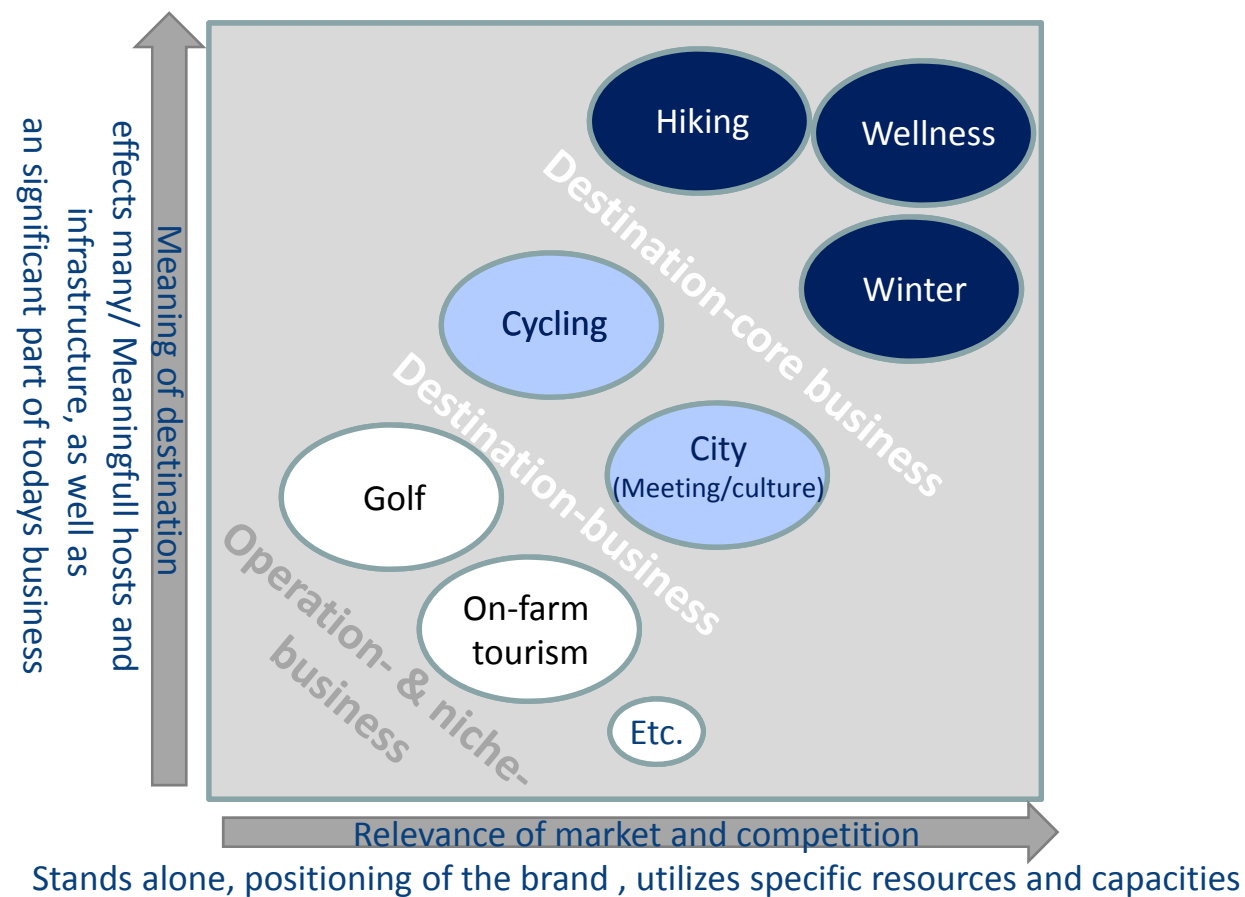 an significant part of todays business
infrastructure, as well as
effects many/ Meaningfull hosts and
Meaning of destination
Hiking
Wellness
Winter
Destination-core business
Cycling
City
(Meeting/culture)
Destination-business
Golf
On-farm
tourism
Operation- & niche-
business
Etc.
Relevance of market and competition
Stands alone, positioning of the brand , utilizes specific resources and capacities